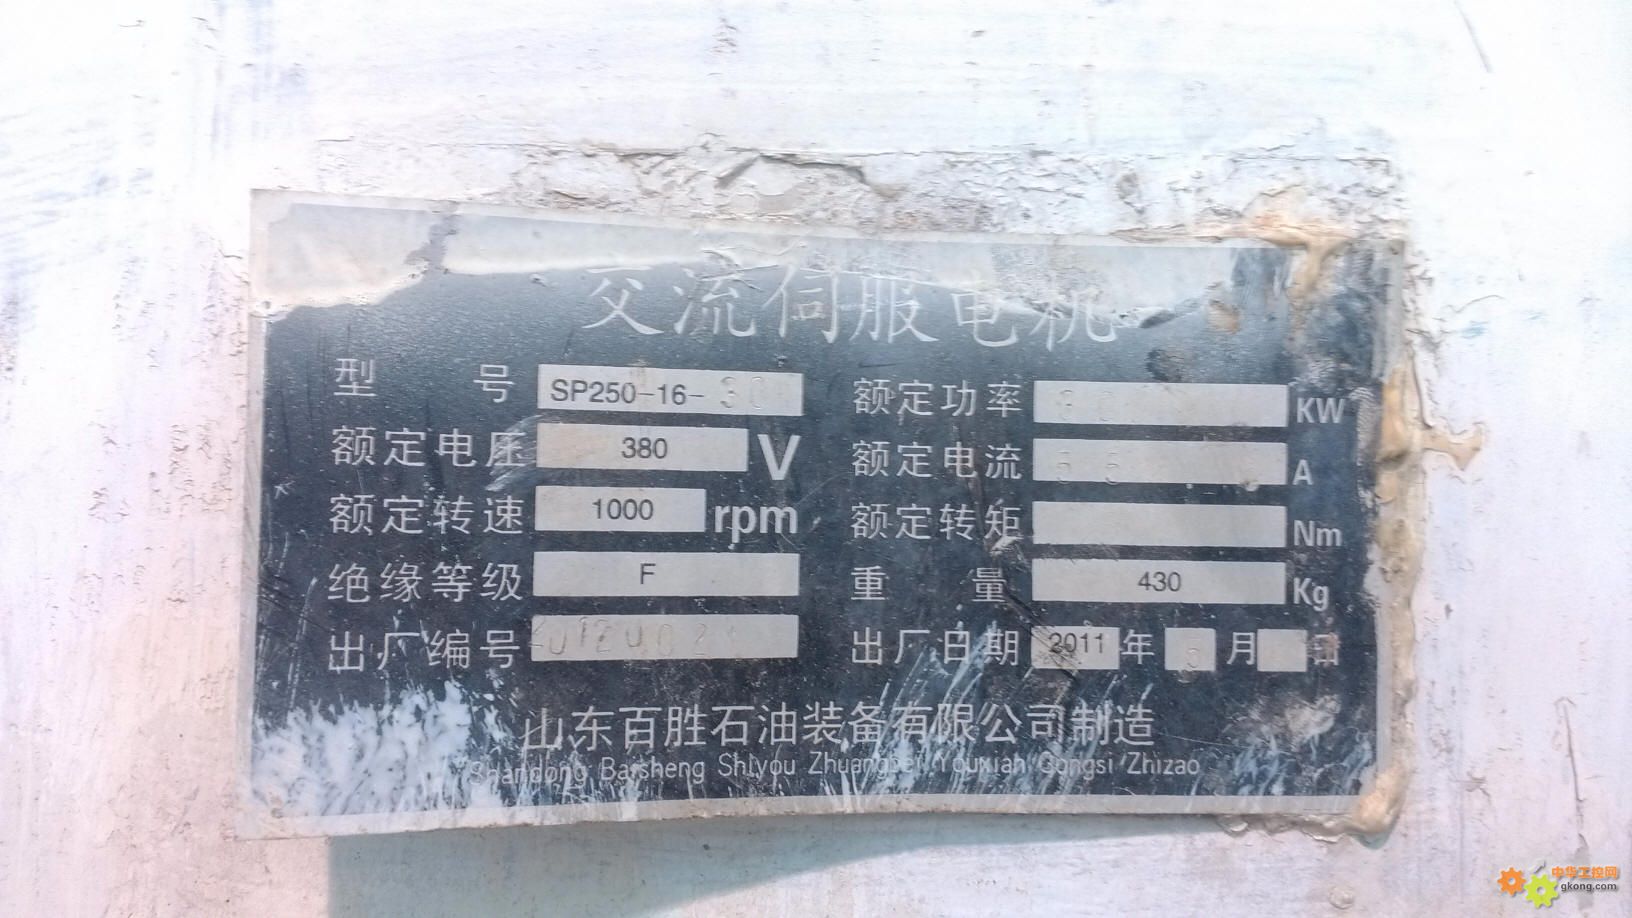 交流伺服电机
型号 SP250-16-30 额定功率 30 KW
额定电压 380 V 额定电流 55 A
额定转速 1000 rpm 额定转矩 Nm
绝缘等级 F 重量 430 Kg
出厂编号 出厂日期 2011 年 5 月 日
山东百胜石油装备有限公司制造
Shandong Baisheng Shiyou Zhuangbei Youxian Gongsi Zhizao
中华工控网
gkong.com